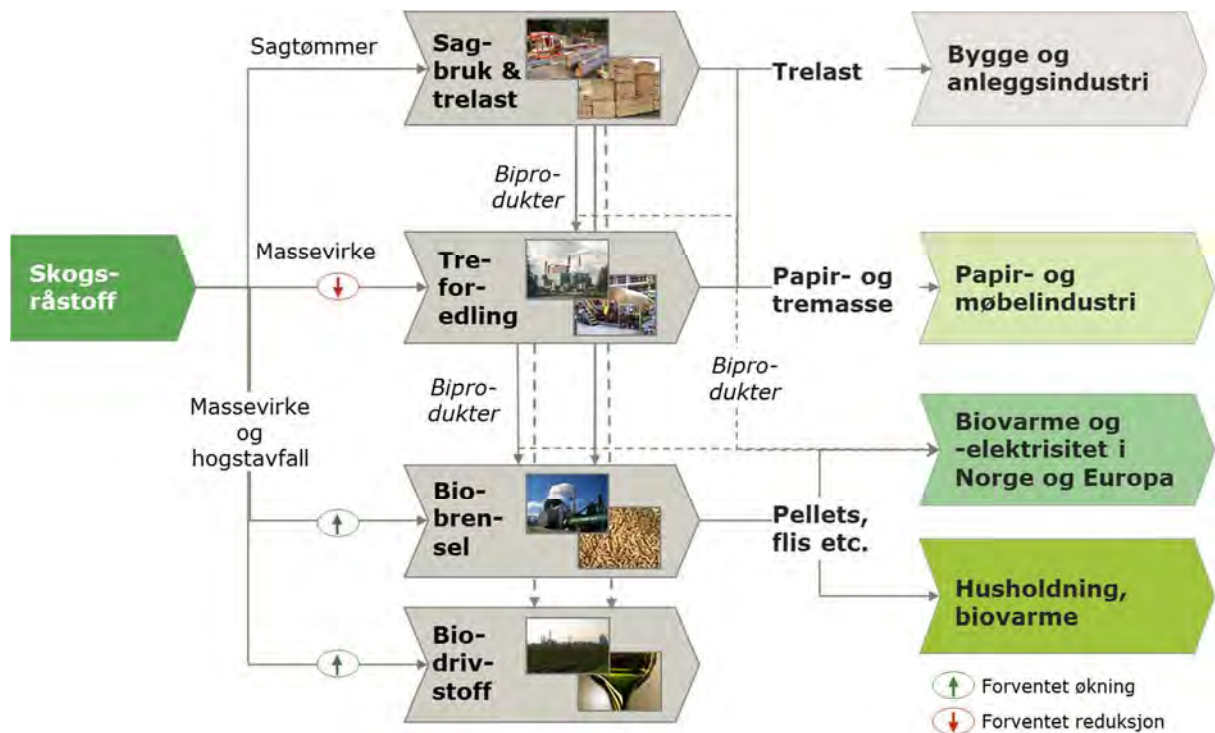 Sagtømmer
Sag-
bruk &
trelast
Trelast
Bygge og
anleggsindustri
Bipro-
dukter
Skogs-
råstoff
Massevirke
Tre-
for-
edling
Papir- og
tremasse
Papir- og
møbelindustri
Bipro-
dukter
Bipro-
dukter
Massevirke
og
hogstavfall
Biovarme og
-elektrisitet i
Norge og Europa
Bio-
bren-
sel
Pellets,
flis etc.
Husholdning,
biovarme
Bio-
driv-
stoff
Forventet økning
Forventet reduksjon